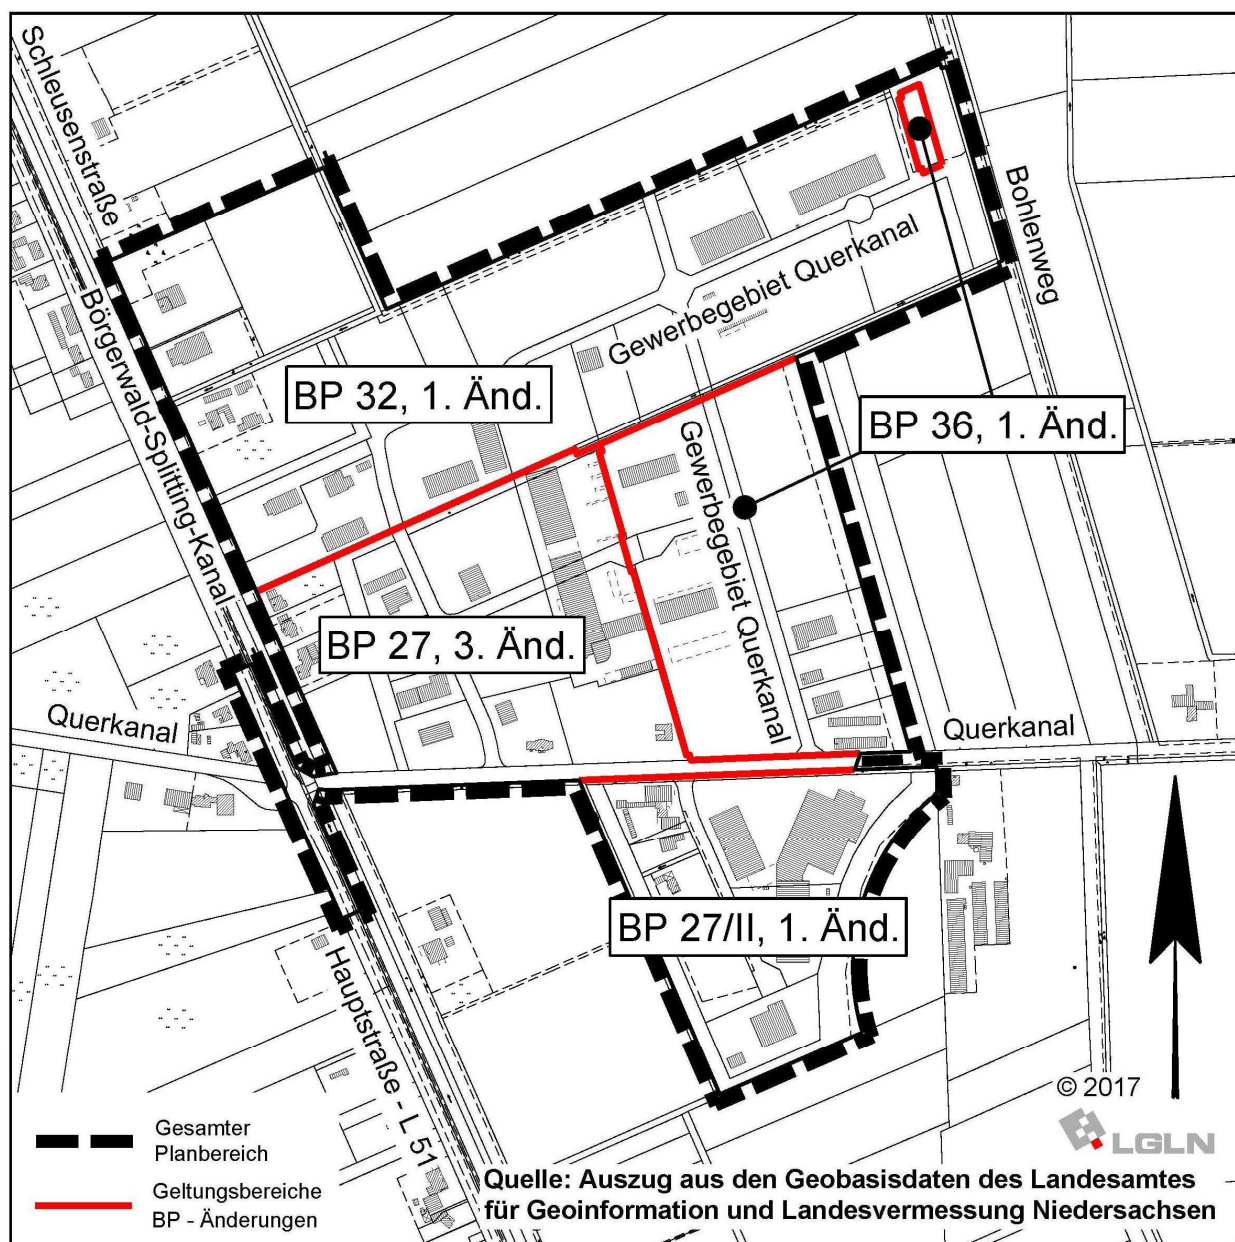 Schleusenstraße
Börgerwald-Splitting-Kanal
Bohlenweg
Gewerbegebiet Querkanal
BP 32, 1. Änd.
BP 36, 1. Änd.
Gewerbegebiet Querkanal
BP 27, 3. Änd.
Querkanal
Querkanal
BP 27/II, 1. Änd.
Hauptstraße - L 51
© 2017
LGLN
Gesamter
Planbereich
Geltungsbereiche
BP - Änderungen
Quelle: Auszug aus den Geobasisdaten des Landesamtes
für Geoinformation und Landesvermessung Niedersachsen